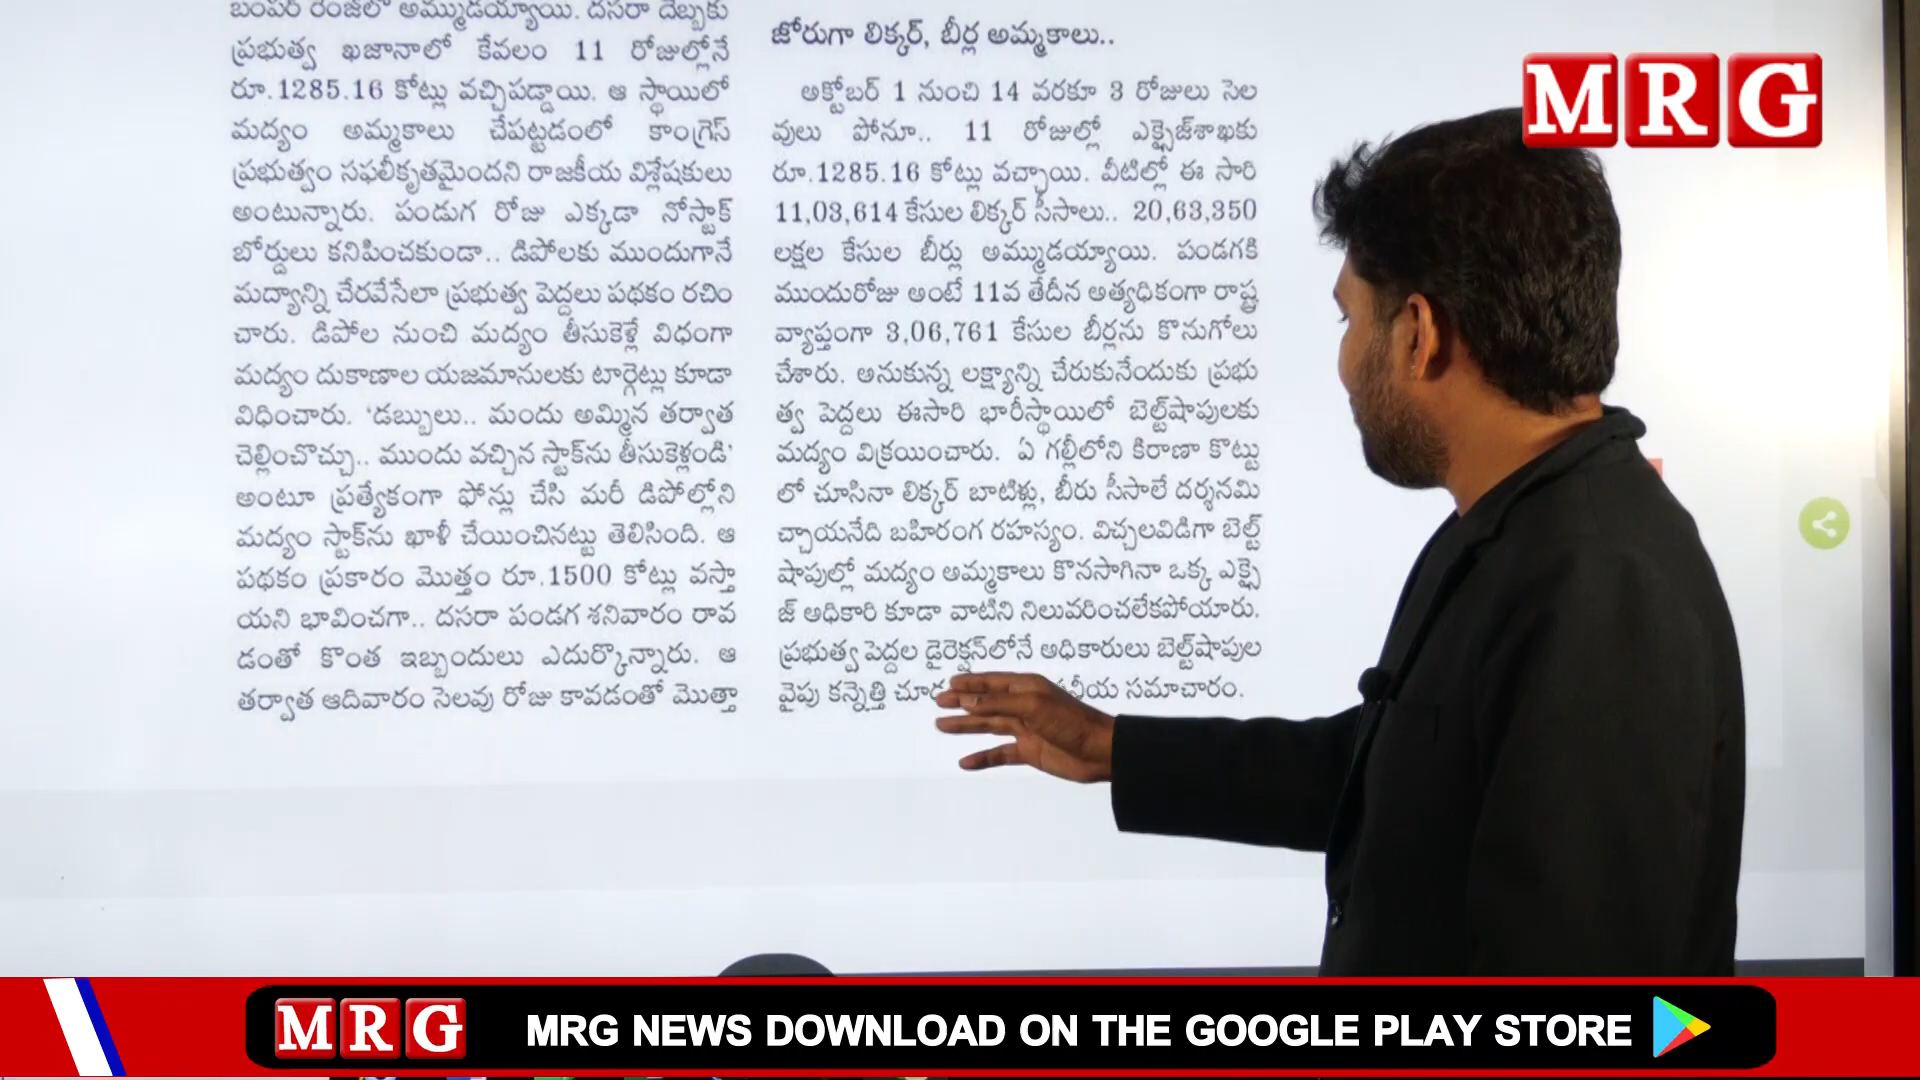 బంపర్ రేంజ్‌లో అమ్ముడయ్యాయి. దసరా దెబ్బకు
ప్రభుత్వ ఖజానాలో కేవలం 11 రోజుల్లోనే
రూ.1285.16 కోట్లు వచ్చిపడ్డాయి. ఆ స్థాయిలో
మద్యం అమ్మకాలు చేపట్టడంలో కాంగ్రెస్
ప్రభుత్వం సఫలీకృతమైందని రాజకీయ విశ్లేషకులు
అంటున్నారు. పండుగ రోజు ఎక్కడా నోస్టాక్
బోర్డులు కనిపించకుండా.. డిపోలకు ముందుగానే
మద్యాన్ని చేరవేసేలా ప్రభుత్వ పెద్దలు పథకం రచిం
చారు. డిపోల నుంచి మద్యం తీసుకెళ్లే విధంగా
మద్యం దుకాణాల యజమానులకు టార్గెట్లు కూడా
విధించారు. ‘డబ్బులు.. మందు అమ్మిన తర్వాత
చెల్లించొచ్చు.. ముందు వచ్చిన స్టాక్‌ను తీసుకెళ్లండి’
అంటూ ప్రత్యేకంగా ఫోన్లు చేసి మరీ డిపోల్లోని
మద్యం స్టాక్‌ను ఖాళీ చేయించినట్టు తెలిసింది. ఆ
పథకం ప్రకారం మొత్తం రూ.1500 కోట్లు వస్తా
యని భావించగా.. దసరా పండగ శనివారం రావ
డంతో కొంత ఇబ్బందులు ఎదుర్కొన్నారు. ఆ
తర్వాత ఆదివారం సెలవు రోజు కావడంతో మొత్తా
జోరుగా లిక్కర్, బీర్ల అమ్మకాలు..
అక్టోబర్ 1 నుంచి 14 వరకూ 3 రోజులు సెల
వులు పోనూ.. 11 రోజుల్లో ఎక్సైజ్‌శాఖకు
రూ.1285.16 కోట్లు వచ్చాయి. వీటిల్లో ఈ సారి
11,03,614 కేసుల లిక్కర్ సీసాలు.. 20,63,350
లక్షల కేసుల బీర్లు అమ్ముడయ్యాయి. పండగకి
ముందురోజు అంటే 11వ తేదీన అత్యధికంగా రాష్ట్ర
వ్యాప్తంగా 3,06,761 కేసుల బీర్లను కొనుగోలు
చేశారు. అనుకున్న లక్ష్యాన్ని చేరుకునేందుకు ప్రభు
త్వ పెద్దలు ఈసారి భారీస్థాయిలో బెల్ట్‌షాపులకు
మద్యం విక్రయించారు. ఏ గల్లీలోని కిరాణా కొట్టు
లో చూసినా లిక్కర్ బాటిళ్లు, బీరు సీసాలే దర్శనమి
చ్చాయనేది బహిరంగ రహస్యం. విచ్చలవిడిగా బెల్ట్
షాపుల్లో మద్యం అమ్మకాలు కొనసాగినా ఒక్క ఎక్సై
జ్ అధికారి కూడా వాటిని నిలువరించలేకపోయారు.
ప్రభుత్వ పెద్దల డైరెక్షన్‌లోనే అధికారులు బెల్ట్‌షాపుల
వైపు కన్నెత్తి సమాచారం.
MRG
MRG MRG NEWS DOWNLOAD ON THE GOOGLE PLAY STORE